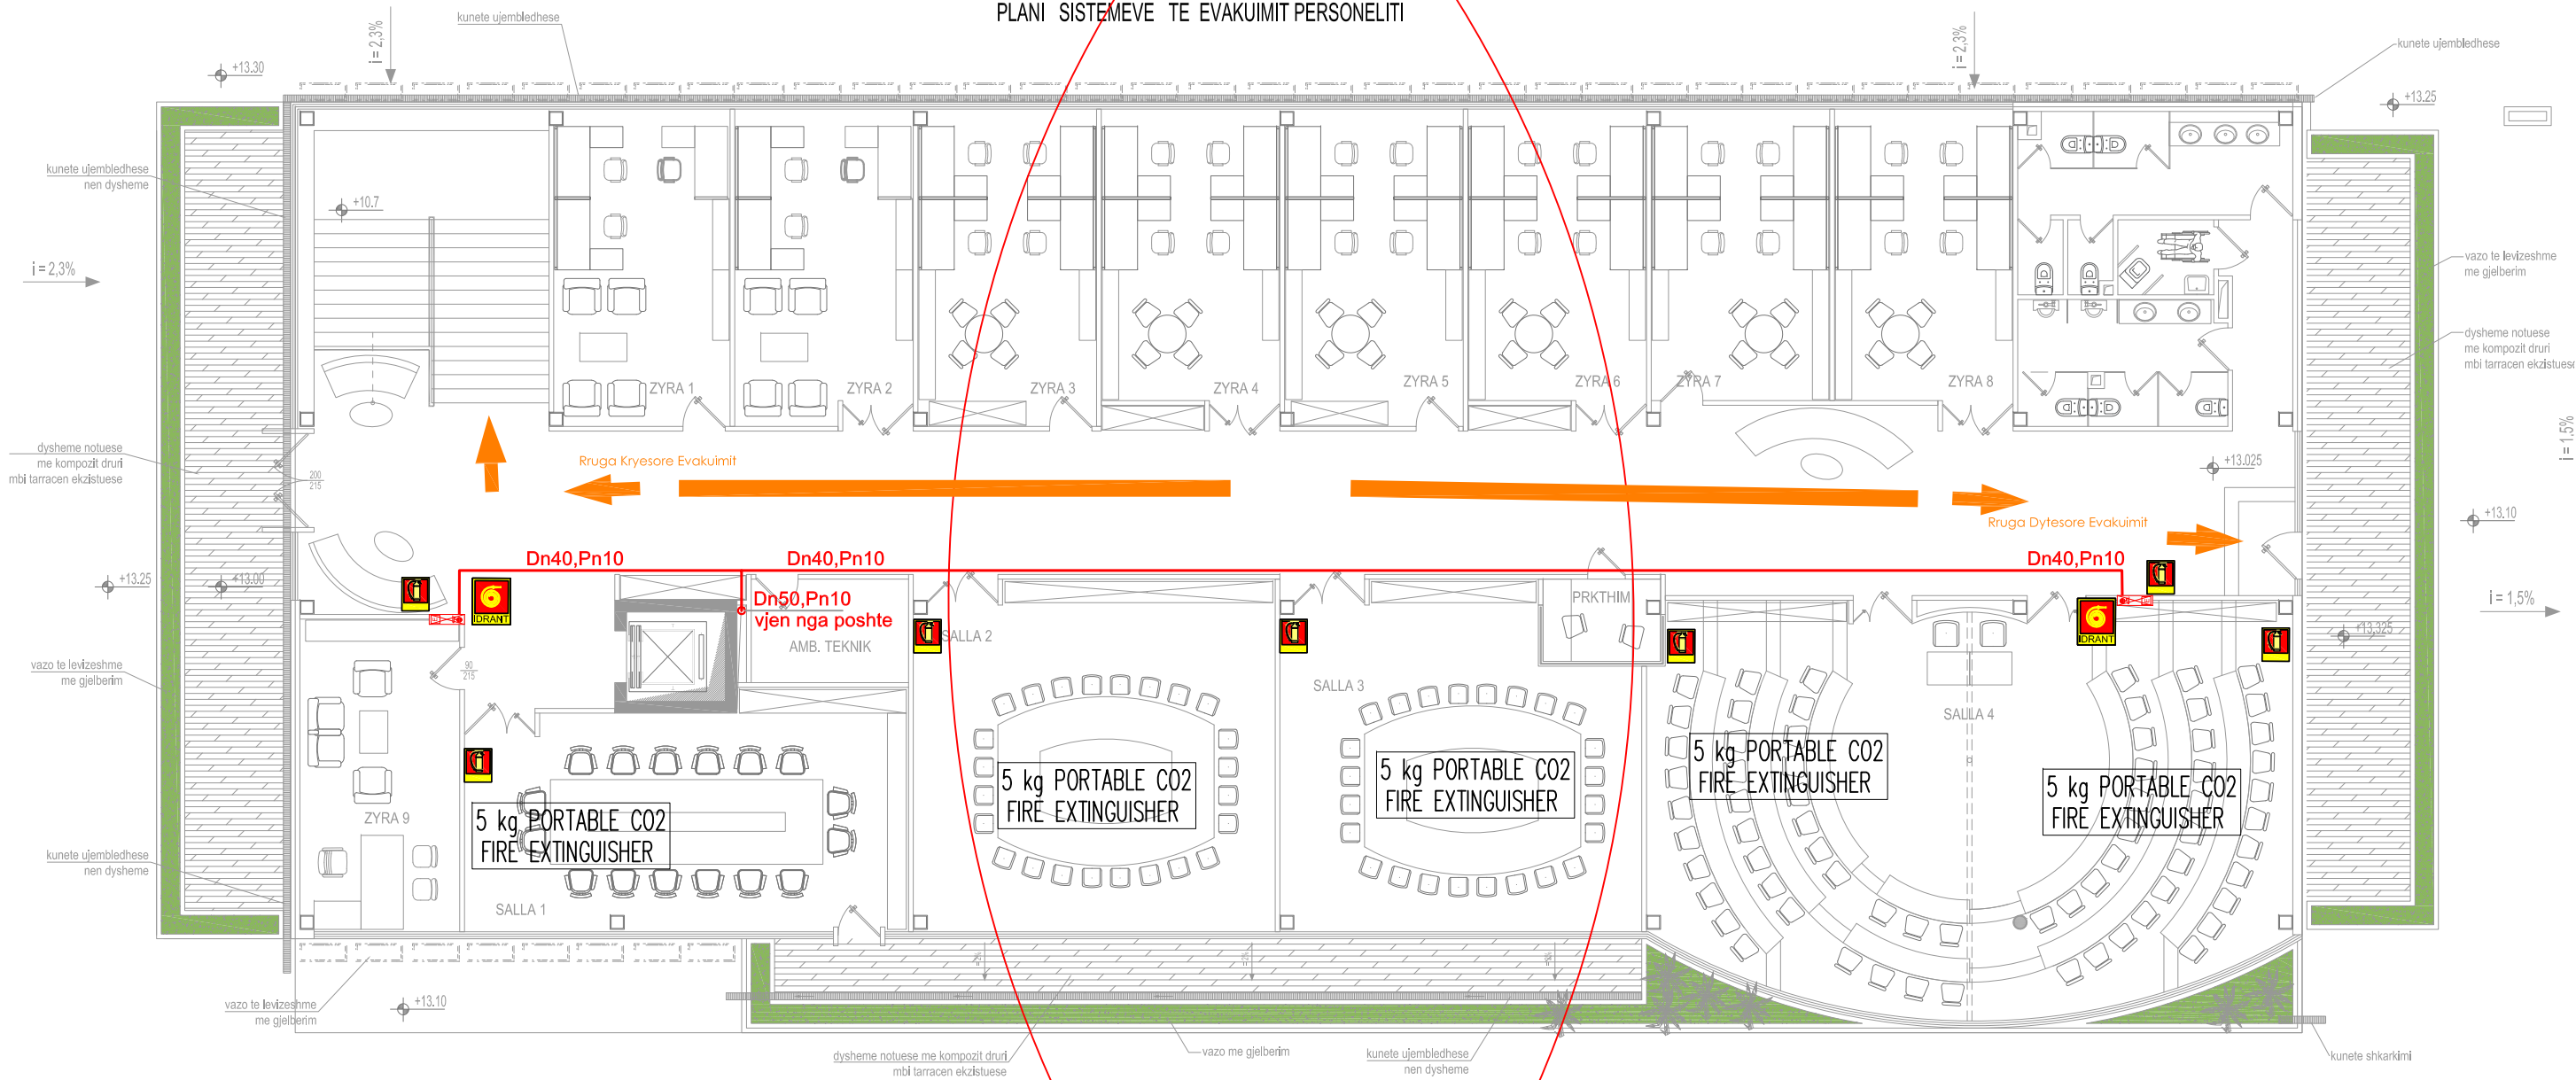 PLANI SISTEMEVE TE EVAKUIMIT PERSONELITI
kunete ujembledhese
i = 2,3%
i = 2,3%
kunete ujembledhese
+13.30
+13.25
kunete ujembledhese
nen dysheme
+10.7
i = 2,3%
vazo te levizeshme
me gjelberim
dysheme notuese
me kompozit druri
mbi tarracen ekzistuese
ZYRA 1
ZYRA 2
ZYRA 3
ZYRA 4
ZYRA 5
ZYRA 6
ZYRA 7
ZYRA 8
i = 1,5%
dysheme notuese
me kompozit druri
mbi tarracen ekzistuese
200
215
Rruga Kryesore Evakuimit
+13.025
Rruga Dytesore Evakuimit
+13.10
Dn40,Pn10
Dn40,Pn10
Dn40,Pn10
+13.25
+13.00
Dn50,Pn10
vjen nga poshte
PRKTHIM
i = 1,5%
IDRANT
IDRANT
+13,325
AMB. TEKNIK
SALLA 2
SALLA 3
SALLA 4
vazo te levizeshme
me gjelberim
90
215
5 kg PORTABLE CO2
FIRE EXTINGUISHER
5 kg PORTABLE CO2
FIRE EXTINGUISHER
5 kg PORTABLE CO2
FIRE EXTINGUISHER
5 kg PORTABLE CO2
FIRE EXTINGUISHER
5 kg PORTABLE CO2
FIRE EXTINGUISHER
ZYRA 9
kunete ujembledhese
nen dysheme
SALLA 1
vazo te levizeshme
me gjelberim
+13.10
dysheme notuese me kompozit druri
mbi tarracen ekzistuese
vazo me gjelberim
kunete ujembledhese
nen dysheme
kunete shkarkimi